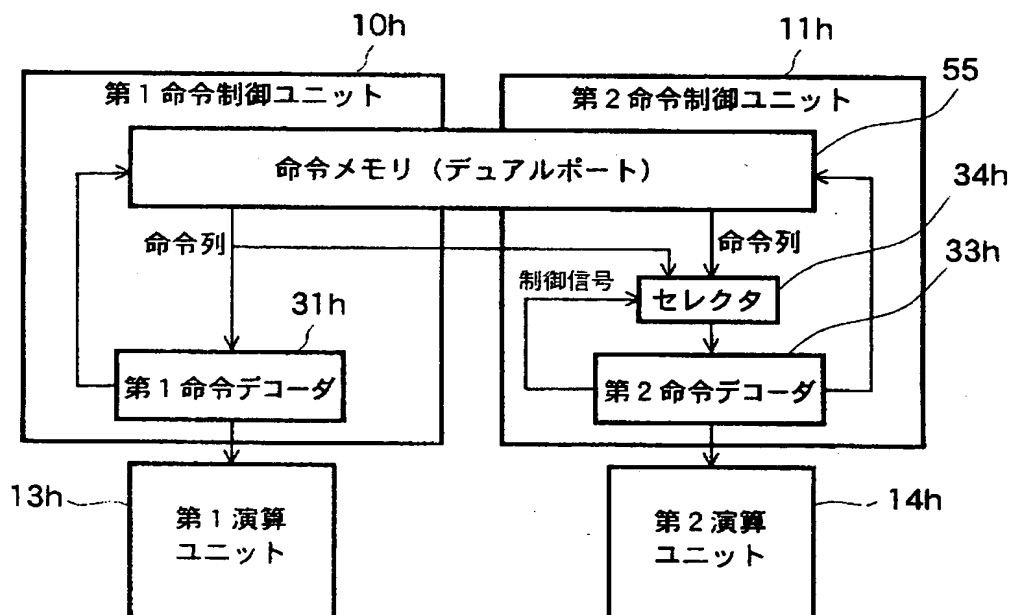 10h
11h
第1命令制御ユニット
第2命令制御ユニット
55
命令メモリ（デュアルポート）
34h
命令列
命令列
33h
制御信号
セレクタ
31h
第1命令デコーダ
第2命令デコーダ
13h
第1演算
ユニット
第2演算
ユニット
14h